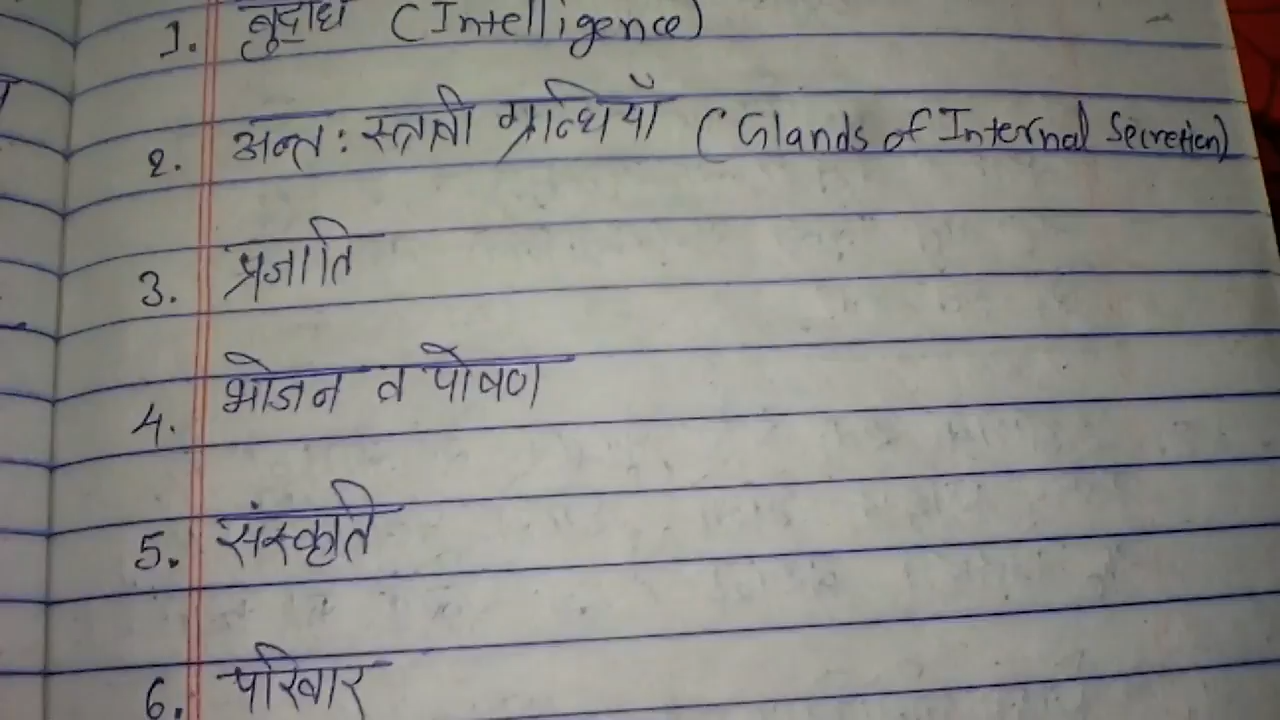 1. बुद्धि (Intelligence)
2. अन्त: स्त्रावी ग्रन्थियाँ (Glands of Internal Secretion)
3. प्रजाति
4. भोजन व पोषण
5. संस्कृति
6. परिवार